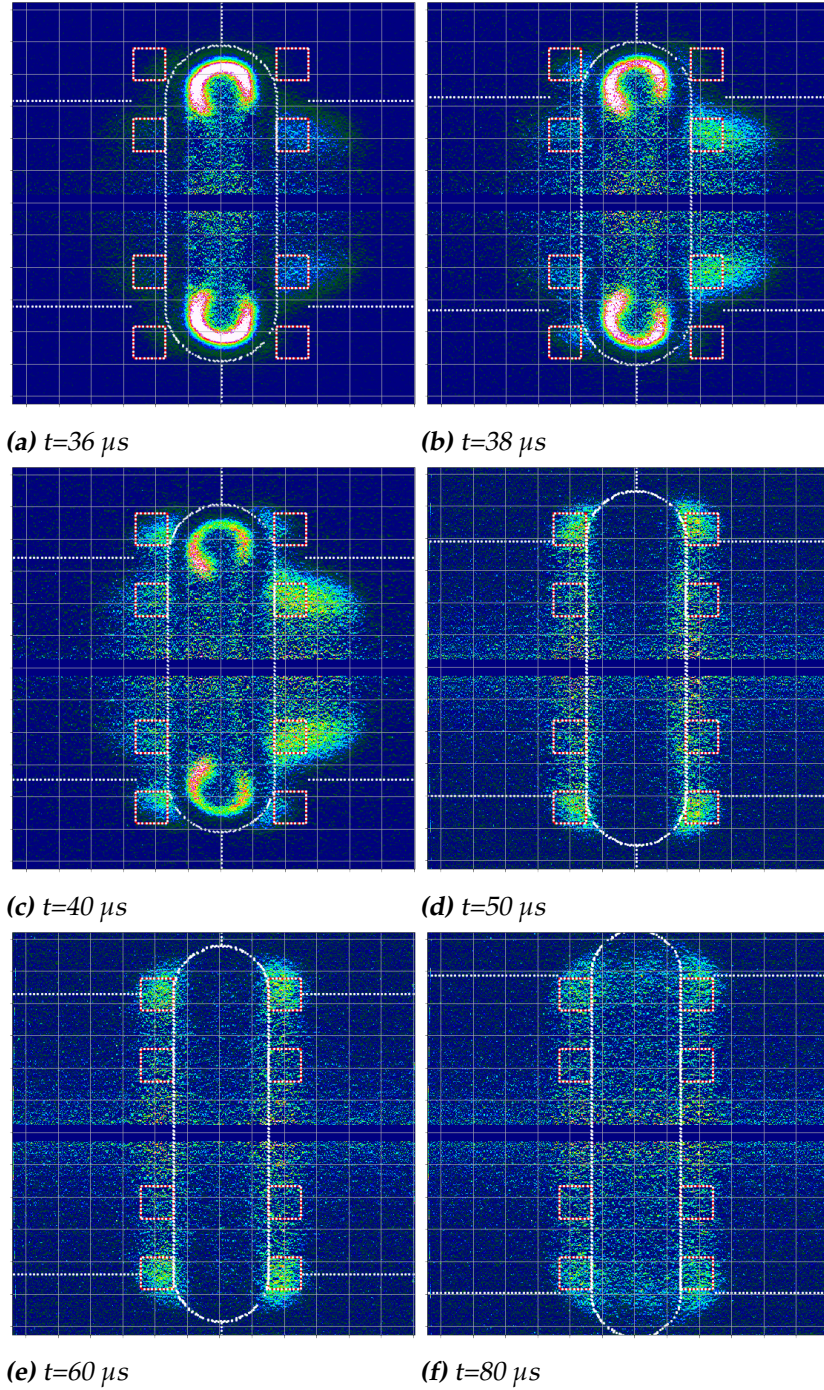 (a) t=36 µs
(b) t=38 µs
(c) t=40 µs
(d) t=50 µs
(e) t=60 µs
(f) t=80 µs